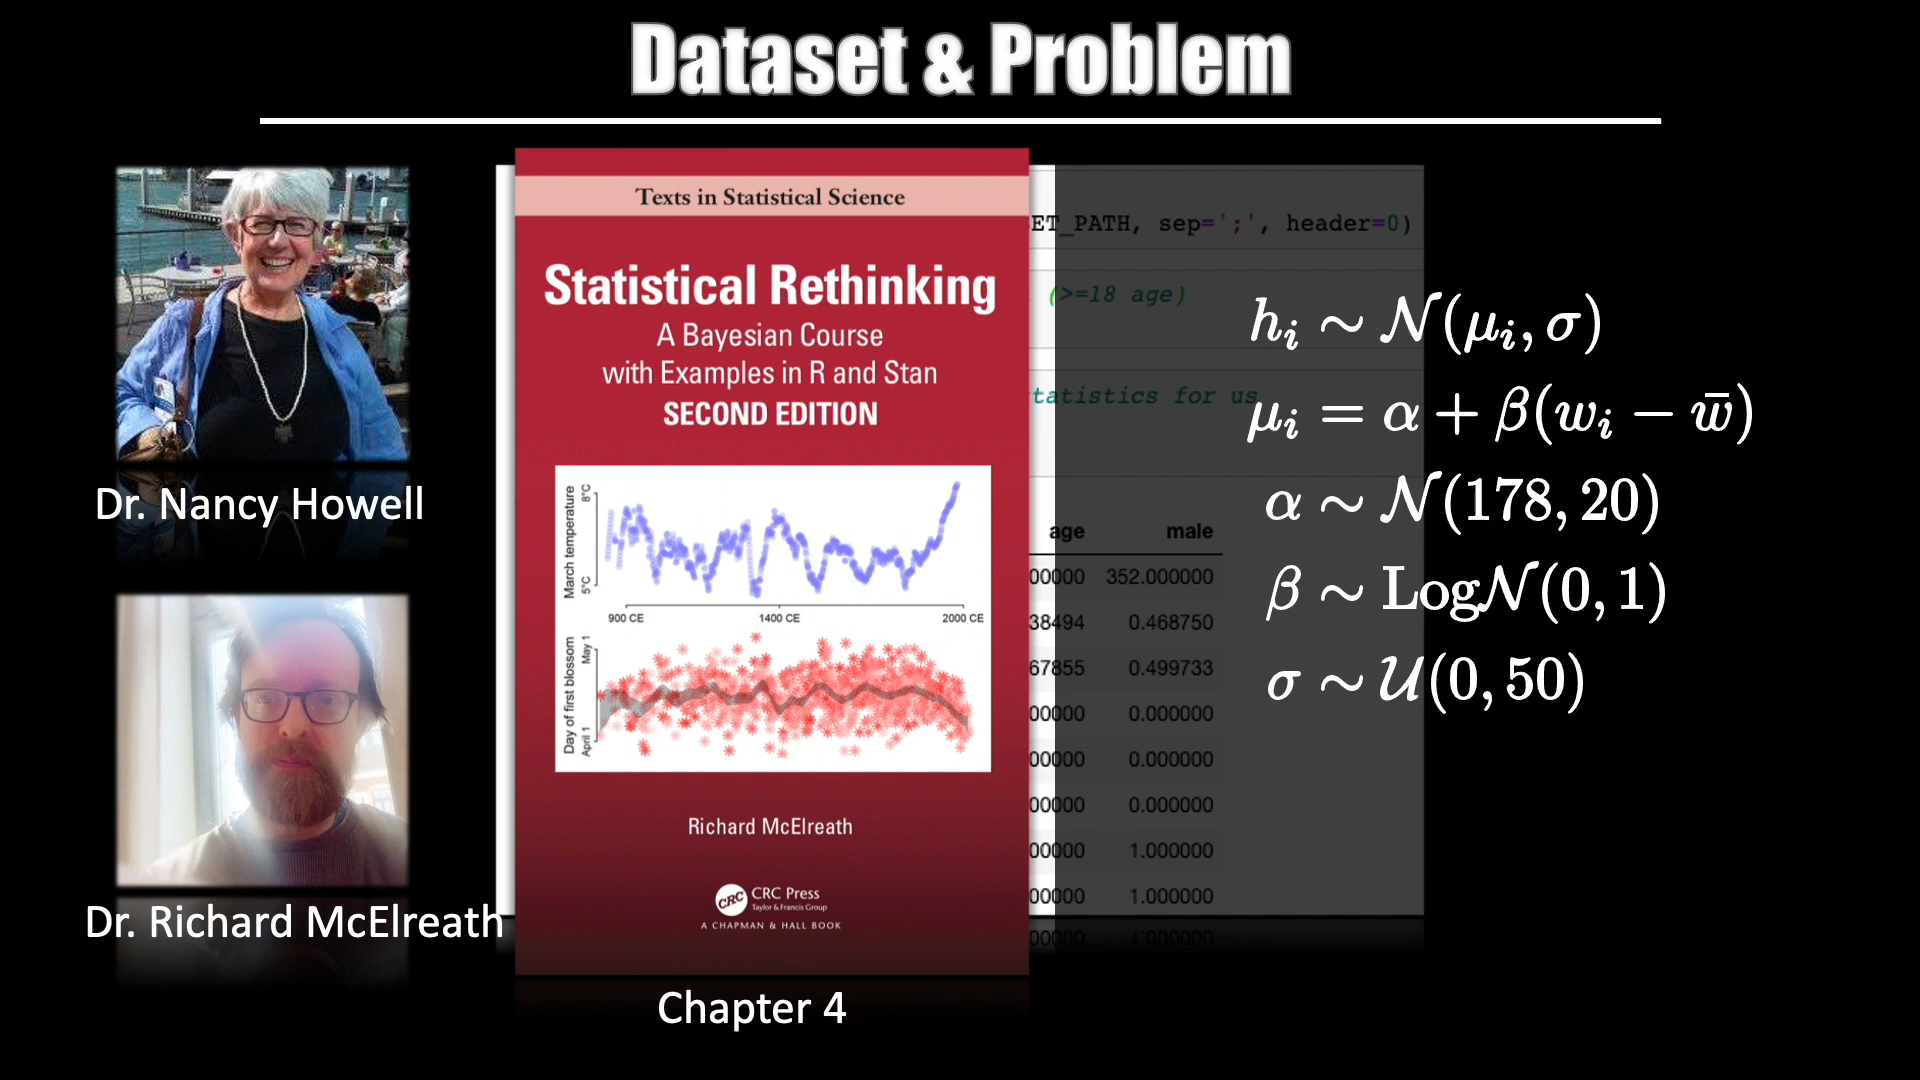 Dataset & Problem
Dr. Nancy Howell
Dr. Richard McElreath
Texts in Statistical Science
Statistical Rethinking
A Bayesian Course
with Examples in R and Stan
SECOND EDITION
March temperature
8°C
5°C
900 CE
1400 CE
2000 CE
Day of first blossom
May 1
April 1
Richard McElreath
CRC
CRC Press
Taylor & Francis Group
A CHAPMAN & HALL BOOK
Chapter 4
ET_PATH, sep=';', header=0)
(>=18 age)
tatistics for us
age male
00000 352.000000
38494 0.468750
67855 0.499733
00000 0.000000
00000 0.000000
00000 0.000000
00000 1.000000
00000 1.000000
hᵢ ∼ 𝒩(μᵢ, σ)
μᵢ = α + β(wᵢ − w̄)
α ∼ 𝒩(178, 20)
β ∼ Log𝒩(0, 1)
σ ∼ 𝒰(0, 50)